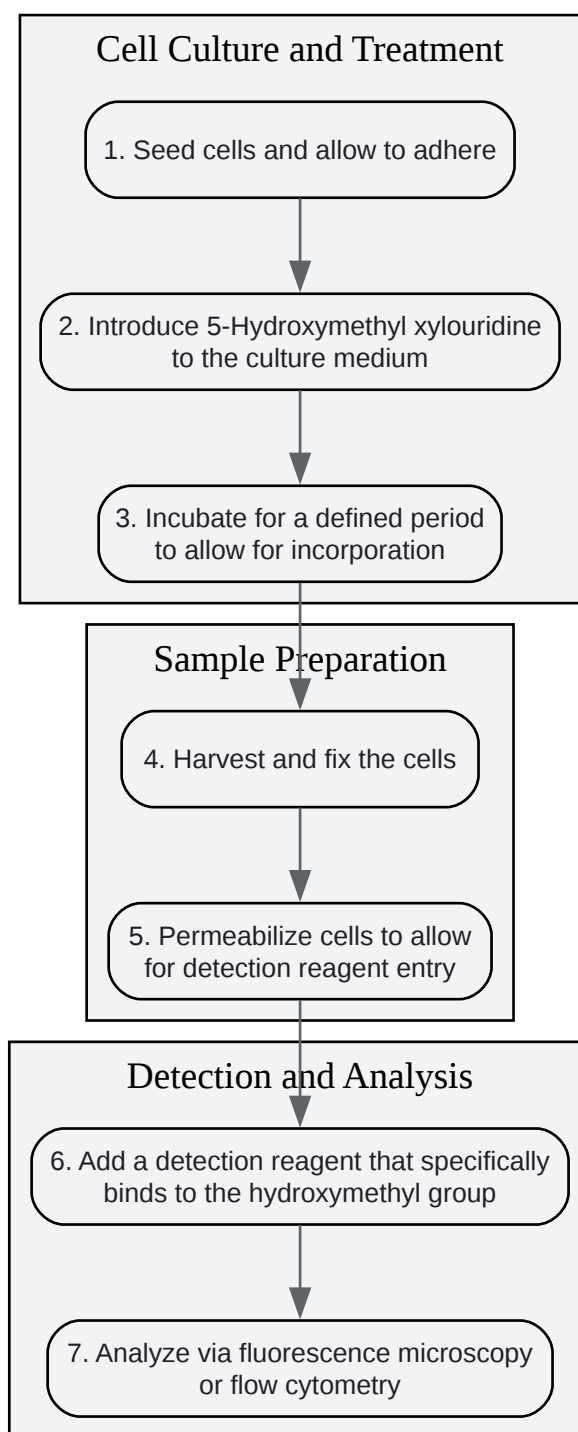 Cell Culture and Treatment
1. Seed cells and allow to adhere
2. Introduce 5-Hydroxymethyl xylouridine
to the culture medium
3. Incubate for a defined period
to allow for incorporation
Sample Preparation
4. Harvest and fix the cells
5. Permeabilize cells to allow
for detection reagent entry
Detection and Analysis
6. Add a detection reagent that specifically
binds to the hydroxymethyl group
7. Analyze via fluorescence microscopy
or flow cytometry